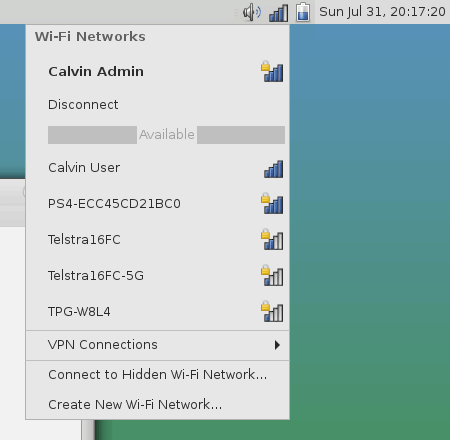 Sun Jul 31, 20:17:20
Wi-Fi Networks
Calvin Admin
Disconnect
Available
Calvin User
PS4-ECC45CD21BC0
Telstra16FC
Telstra16FC-5G
TPG-W8L4
VPN Connections
Connect to Hidden Wi-Fi Network...
Create New Wi-Fi Network...